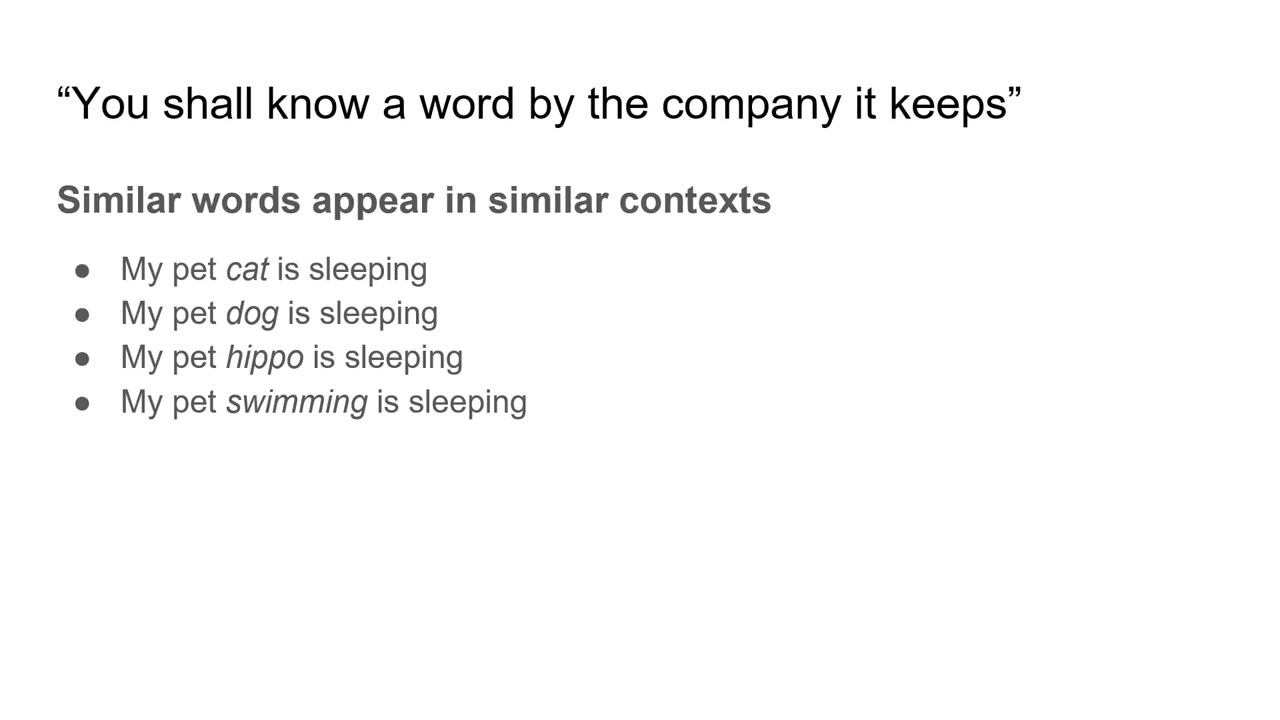 “You shall know a word by the company it keeps”
Similar words appear in similar contexts
● My pet cat is sleeping
● My pet dog is sleeping
● My pet hippo is sleeping
● My pet swimming is sleeping